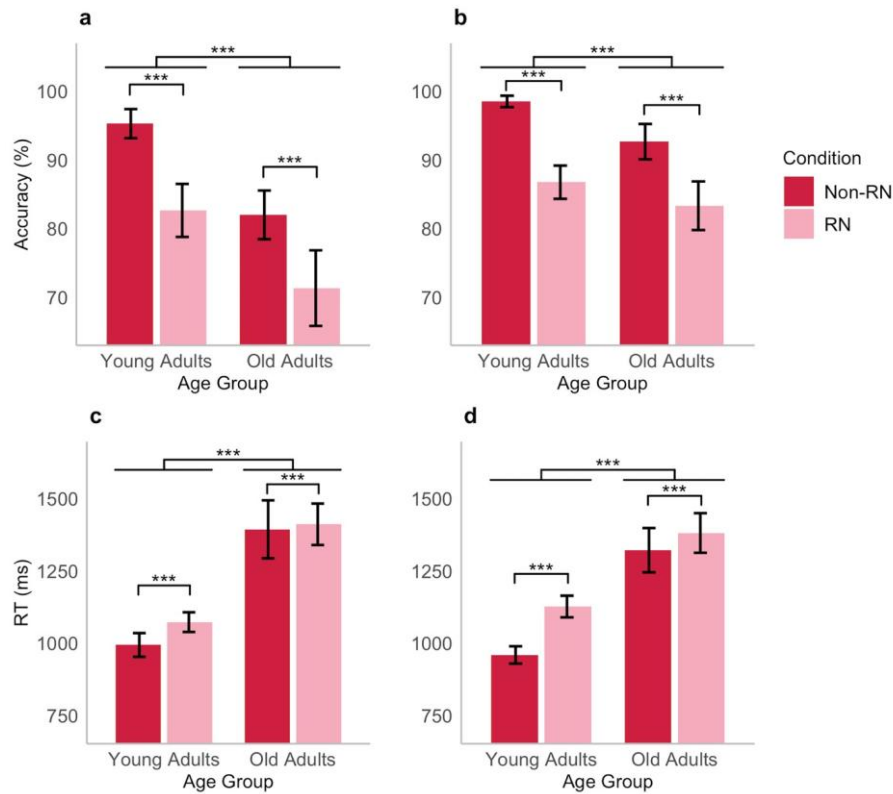 a
***
***
***
100
90
80
70
Accuracy (%)
Young Adults
Old Adults
Age Group
b
***
***
***
100
90
80
70
Young Adults
Old Adults
Age Group
Condition
Non-RN
RN
c
***
***
***
1500
1250
1000
750
RT (ms)
Young Adults
Old Adults
Age Group
d
***
***
***
1500
1250
1000
750
Young Adults
Old Adults
Age Group